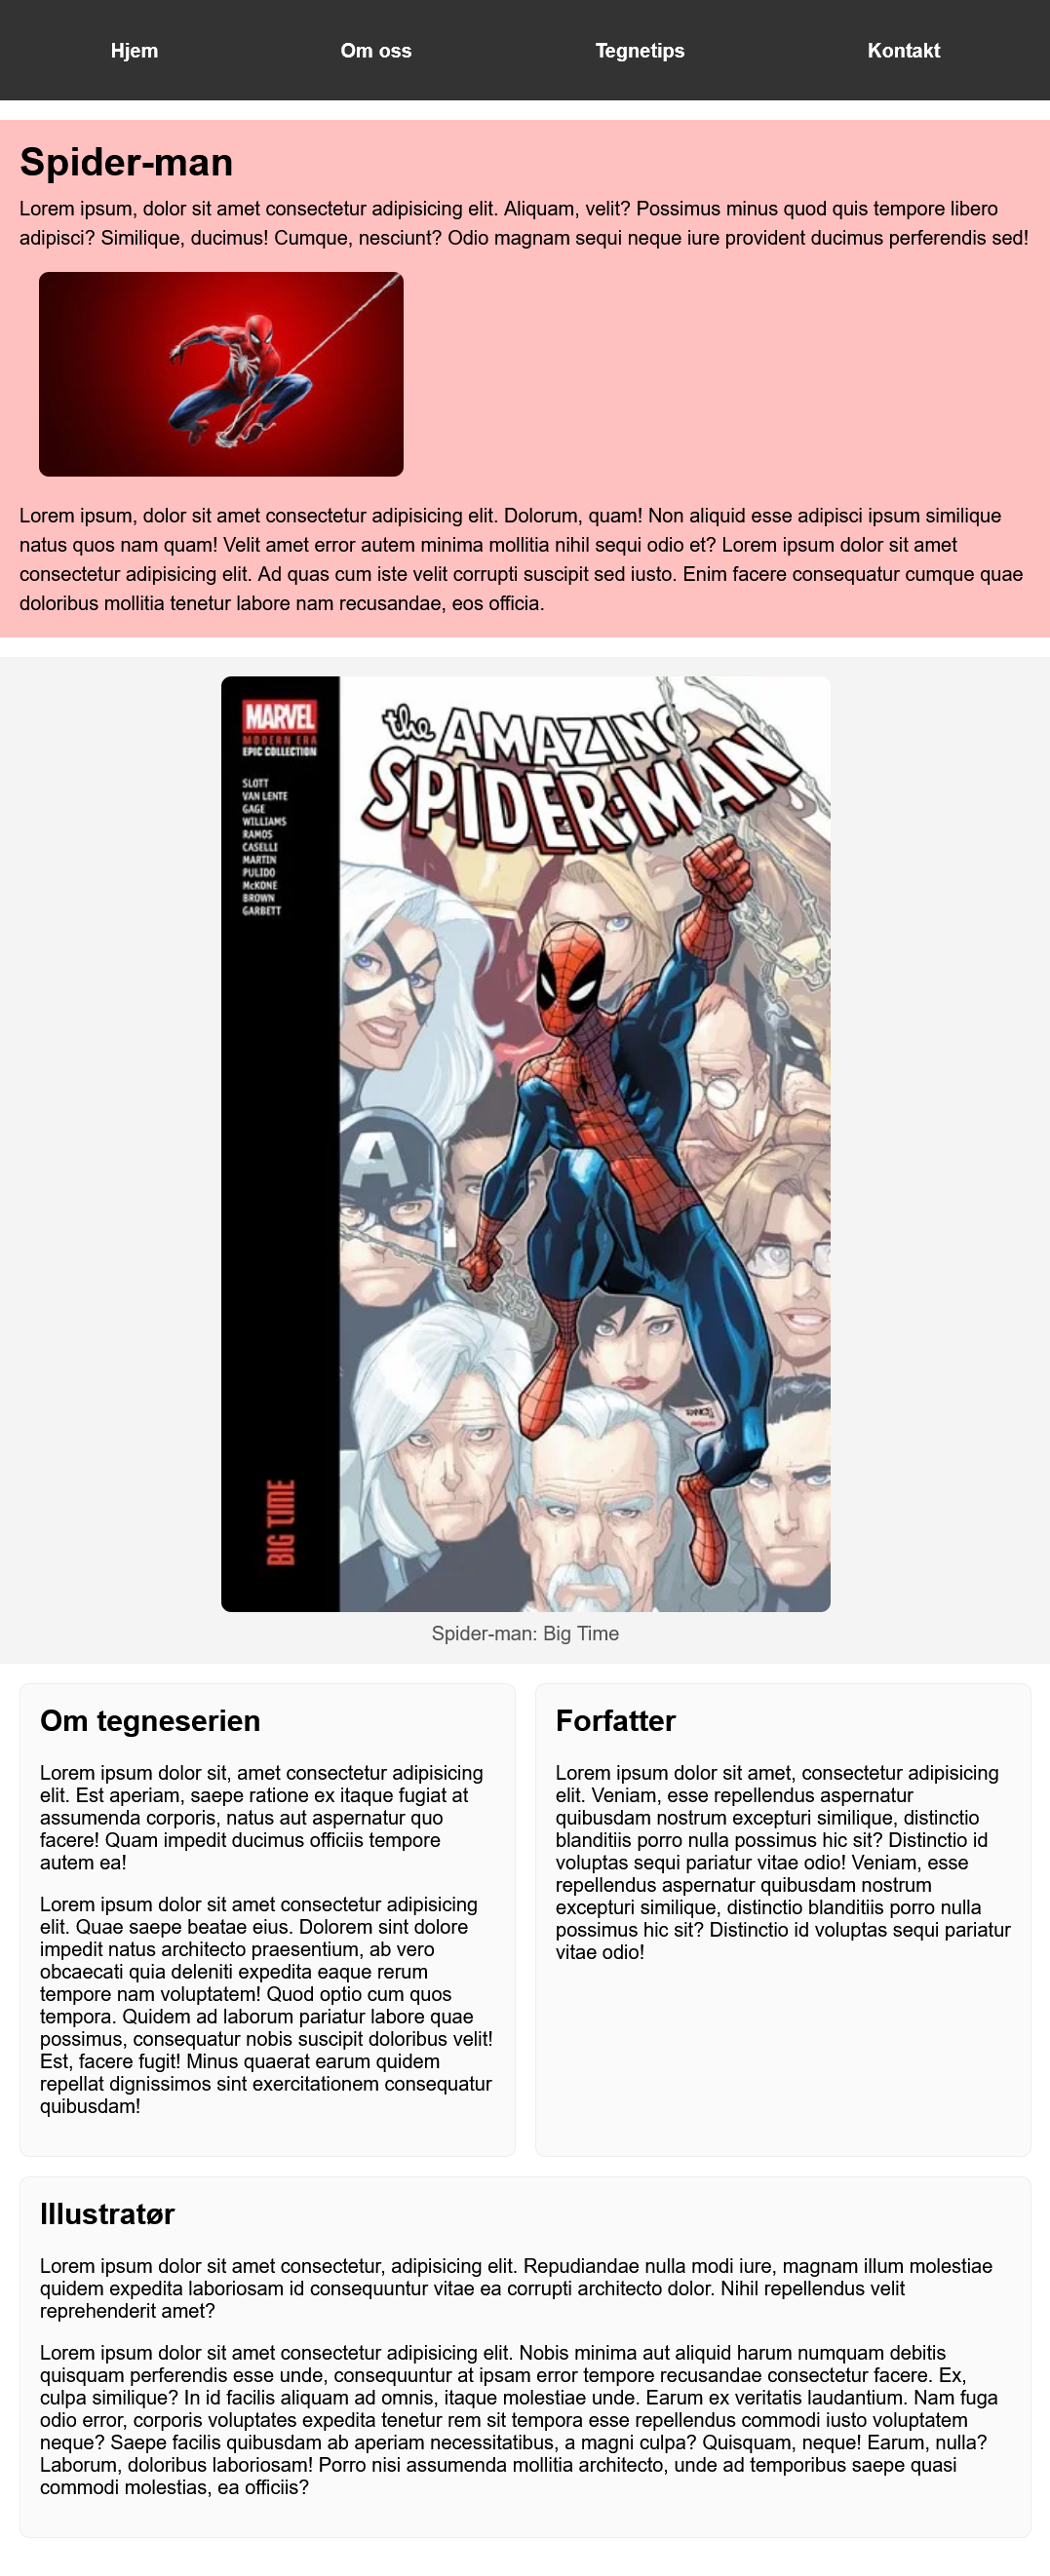 Hjem Om oss Tegnetips Kontakt
Spider-man
Lorem ipsum, dolor sit amet consectetur adipisicing elit. Aliquam, velit? Possimus minus quod quis tempore libero
adipisci? Similique, ducimus! Cumque, nesciunt? Odio magnam sequi neque iure provident ducimus perferendis sed!
Lorem ipsum, dolor sit amet consectetur adipisicing elit. Dolorum, quam! Non aliquid esse adipisci ipsum similique
natus quos nam quam! Velit amet error autem minima mollitia nihil sequi odio et? Lorem ipsum dolor sit amet
consectetur adipisicing elit. Ad quas cum iste velit corrupti suscipit sed iusto. Enim facere consequatur cumque quae
doloribus mollitia tenetur labore nam recusandae, eos officia.
MARVEL
MODERN ERA
EPIC COLLECTION
SLOTT
VAN LENTE
GAGE
WILLIAMS
RAMOS
CASELLI
MARTIN
PULIDO
McKONE
BROWN
GARBETT
the AMAZING
SPIDER-MAN
BIG TIME
Spider-man: Big Time
Om tegneserien
Lorem ipsum dolor sit, amet consectetur adipisicing
elit. Est aperiam, saepe ratione ex itaque fugiat at
assumenda corporis, natus aut aspernatur quo
facere! Quam impedit ducimus officiis tempore
autem ea!
Lorem ipsum dolor sit amet consectetur adipisicing
elit. Quae saepe beatae eius. Dolorem sint dolore
impedit natus architecto praesentium, ab vero
obcaecati quia deleniti expedita eaque rerum
tempore nam voluptatem! Quod optio cum quos
tempora. Quidem ad laborum pariatur labore quae
possimus, consequatur nobis suscipit doloribus velit!
Est, facere fugit! Minus quaerat earum quidem
repellat dignissimos sint exercitationem consequatur
quibusdam!
Forfatter
Lorem ipsum dolor sit amet, consectetur adipisicing
elit. Veniam, esse repellendus aspernatur
quibusdam nostrum excepturi similique, distinctio
blanditiis porro nulla possimus hic sit? Distinctio id
voluptas sequi pariatur vitae odio! Veniam, esse
repellendus aspernatur quibusdam nostrum
excepturi similique, distinctio blanditiis porro nulla
possimus hic sit? Distinctio id voluptas sequi pariatur
vitae odio!
Illustratør
Lorem ipsum dolor sit amet consectetur, adipisicing elit. Repudiandae nulla modi iure, magnam illum molestiae
quidem expedita laboriosam id consequuntur vitae ea corrupti architecto dolor. Nihil repellendus velit
reprehenderit amet?
Lorem ipsum dolor sit amet consectetur adipisicing elit. Nobis minima aut aliquid harum numquam debitis
quisquam perferendis esse unde, consequuntur at ipsam error tempore recusandae consectetur facere. Ex,
culpa similique? In id facilis aliquam ad omnis, itaque molestiae unde. Earum ex veritatis laudantium. Nam fuga
odio error, corporis voluptates expedita tenetur rem sit tempora esse repellendus commodi iusto voluptatem
neque? Saepe facilis quibusdam ab aperiam necessitatibus, a magni culpa? Quisquam, neque! Earum, nulla?
Laborum, doloribus laboriosam! Porro nisi assumenda mollitia architecto, unde ad temporibus saepe quasi
commodi molestias, ea officiis?